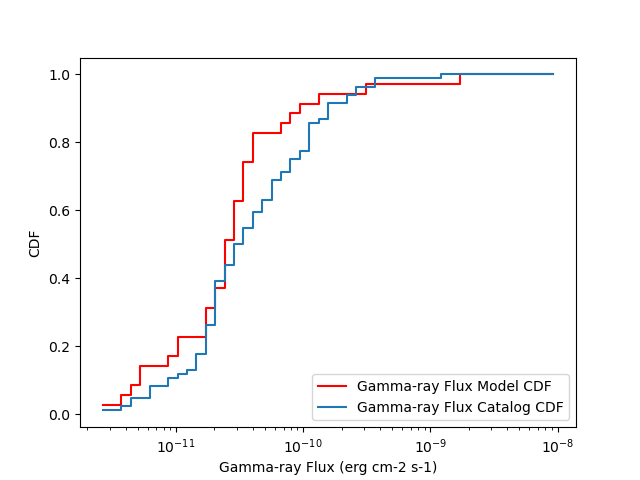 1.0
0.8
0.6
0.4
0.2
0.0
CDF
10⁻¹¹
10⁻¹⁰
10⁻⁹
10⁻⁸
Gamma-ray Flux (erg cm-2 s-1)
Gamma-ray Flux Model CDF
Gamma-ray Flux Catalog CDF